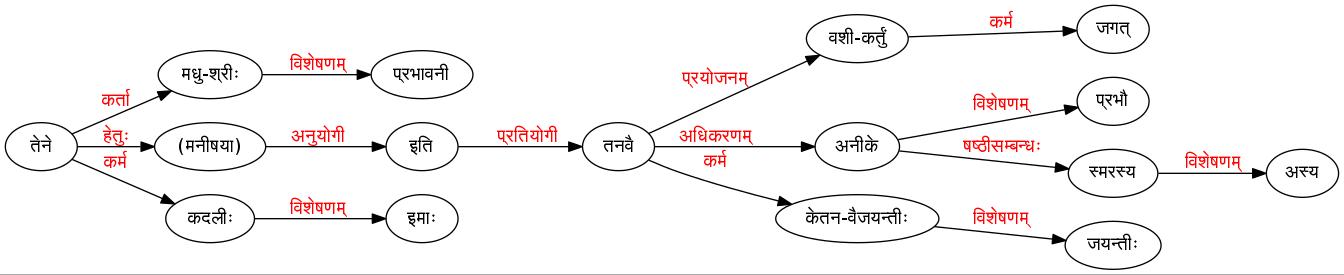 तेने
कर्ता
मधु-श्रीः
विशेषणम्
प्रभावनी
हेतुः
(मनीषया)
अनुयोगी
इति
प्रतियोगी
तनवै
कर्म
कदलीः
विशेषणम्
इमाः
प्रयोजनम्
वशी-कर्तुं
कर्म
जगत्
अधिकरणम्
अनीके
विशेषणम्
प्रभौ
षष्ठीसम्बन्धः
स्मरस्य
विशेषणम्
अस्य
कर्म
केतन-वैजयन्तीः
विशेषणम्
जयन्तीः